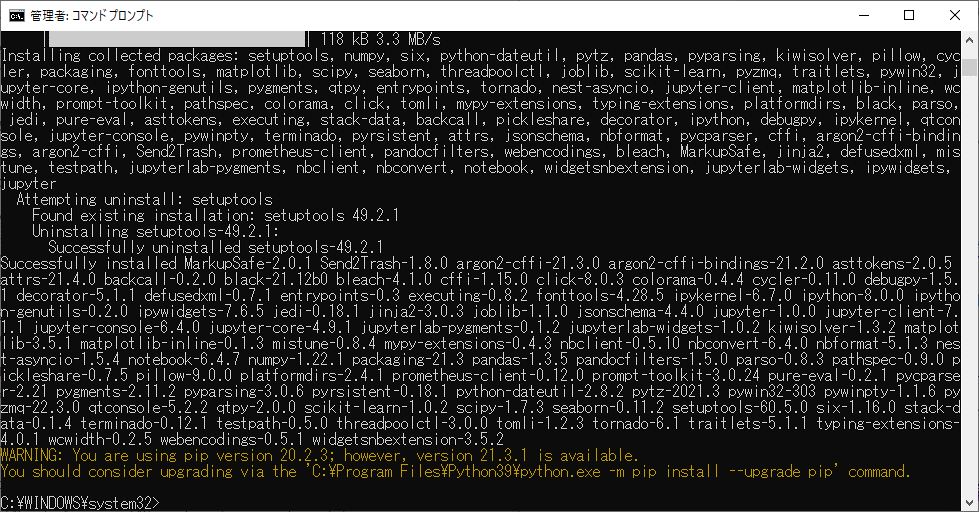 管理者: コマンド プロンプト
| 118 kB 3.3 MB/s
Installing collected packages: setuptools, numpy, six, python-dateutil, pytz, pandas, pyparsing, kiwisolver, pillow, cyc
ler, packaging, fonttools, matplotlib, scipy, seaborn, threadpoolctl, joblib, scikit-learn, pyzmq, traitlets, pywin32, j
upyter-core, ipython-genutils, pygments, qtpy, entrypoints, tornado, nest-asyncio, jupyter-client, matplotlib-inline, wc
width, prompt-toolkit, pathspec, colorama, click, tomli, mypy-extensions, typing-extensions, platformdirs, black, parso,
jedi, pure-eval, asttokens, executing, stack-data, backcall, pickleshare, decorator, ipython, debugpy, ipykernel, qtcon
sole, jupyter-console, pywinpty, terminado, pyrsistent, attrs, jsonschema, nbformat, pycparser, cffi, argon2-cffi-bindin
gs, argon2-cffi, Send2Trash, prometheus-client, pandocfilters, webencodings, bleach, MarkupSafe, jinja2, defusedxml, mis
tune, testpath, jupyterlab-pygments, nbclient, nbconvert, notebook, widgetsnbextension, jupyterlab-widgets, ipywidgets,
jupyter
Attempting uninstall: setuptools
Found existing installation: setuptools 49.2.1
Uninstalling setuptools-49.2.1:
Successfully uninstalled setuptools-49.2.1
Successfully installed MarkupSafe-2.0.1 Send2Trash-1.8.0 argon2-cffi-21.3.0 argon2-cffi-bindings-21.2.0 asttokens-2.0.5
attrs-21.4.0 backcall-0.2.0 black-21.12b0 bleach-4.1.0 cffi-1.15.0 click-8.0.3 colorama-0.4.4 cycler-0.11.0 debugpy-1.5.
1 decorator-5.1.1 defusedxml-0.7.1 entrypoints-0.3 executing-0.8.2 fonttools-4.28.5 ipykernel-6.7.0 ipython-8.0.0 ipytho
n-genutils-0.2.0 ipywidgets-7.6.5 jedi-0.18.1 jinja2-3.0.3 joblib-1.1.0 jsonschema-4.4.0 jupyter-1.0.0 jupyter-client-7.
1.1 jupyter-console-6.4.0 jupyter-core-4.9.1 jupyterlab-pygments-0.1.2 jupyterlab-widgets-1.0.2 kiwisolver-1.3.2 matplot
lib-3.5.1 matplotlib-inline-0.1.3 mistune-0.8.4 mypy-extensions-0.4.3 nbclient-0.5.10 nbconvert-6.4.0 nbformat-5.1.3 nes
t-asyncio-1.5.4 notebook-6.4.7 numpy-1.22.1 packaging-21.3 pandas-1.3.5 pandocfilters-1.5.0 parso-0.8.3 pathspec-0.9.0 p
ickleshare-0.7.5 pillow-9.0.0 platformdirs-2.4.1 prometheus-client-0.12.0 prompt-toolkit-3.0.24 pure-eval-0.2.1 pycparse
r-2.21 pygments-2.11.2 pyparsing-3.0.6 pyrsistent-0.18.1 python-dateutil-2.8.2 pytz-2021.3 pywin32-303 pywinpty-1.1.6 py
zmq-22.3.0 qtconsole-5.2.2 qtpy-2.0.0 scikit-learn-1.0.2 scipy-1.7.3 seaborn-0.11.2 setuptools-60.5.0 six-1.16.0 stack-d
ata-0.1.4 terminado-0.12.1 testpath-0.5.0 threadpoolctl-3.0.0 tomli-1.2.3 tornado-6.1 traitlets-5.1.1 typing-extensions-
4.0.1 wcwidth-0.2.5 webencodings-0.5.1 widgetsnbextension-3.5.2
WARNING: You are using pip version 20.2.3; however, version 21.3.1 is available.
You should consider upgrading via the 'C:¥Program Files¥Python39¥python.exe -m pip install --upgrade pip' command.
C:¥WINDOWS¥system32>